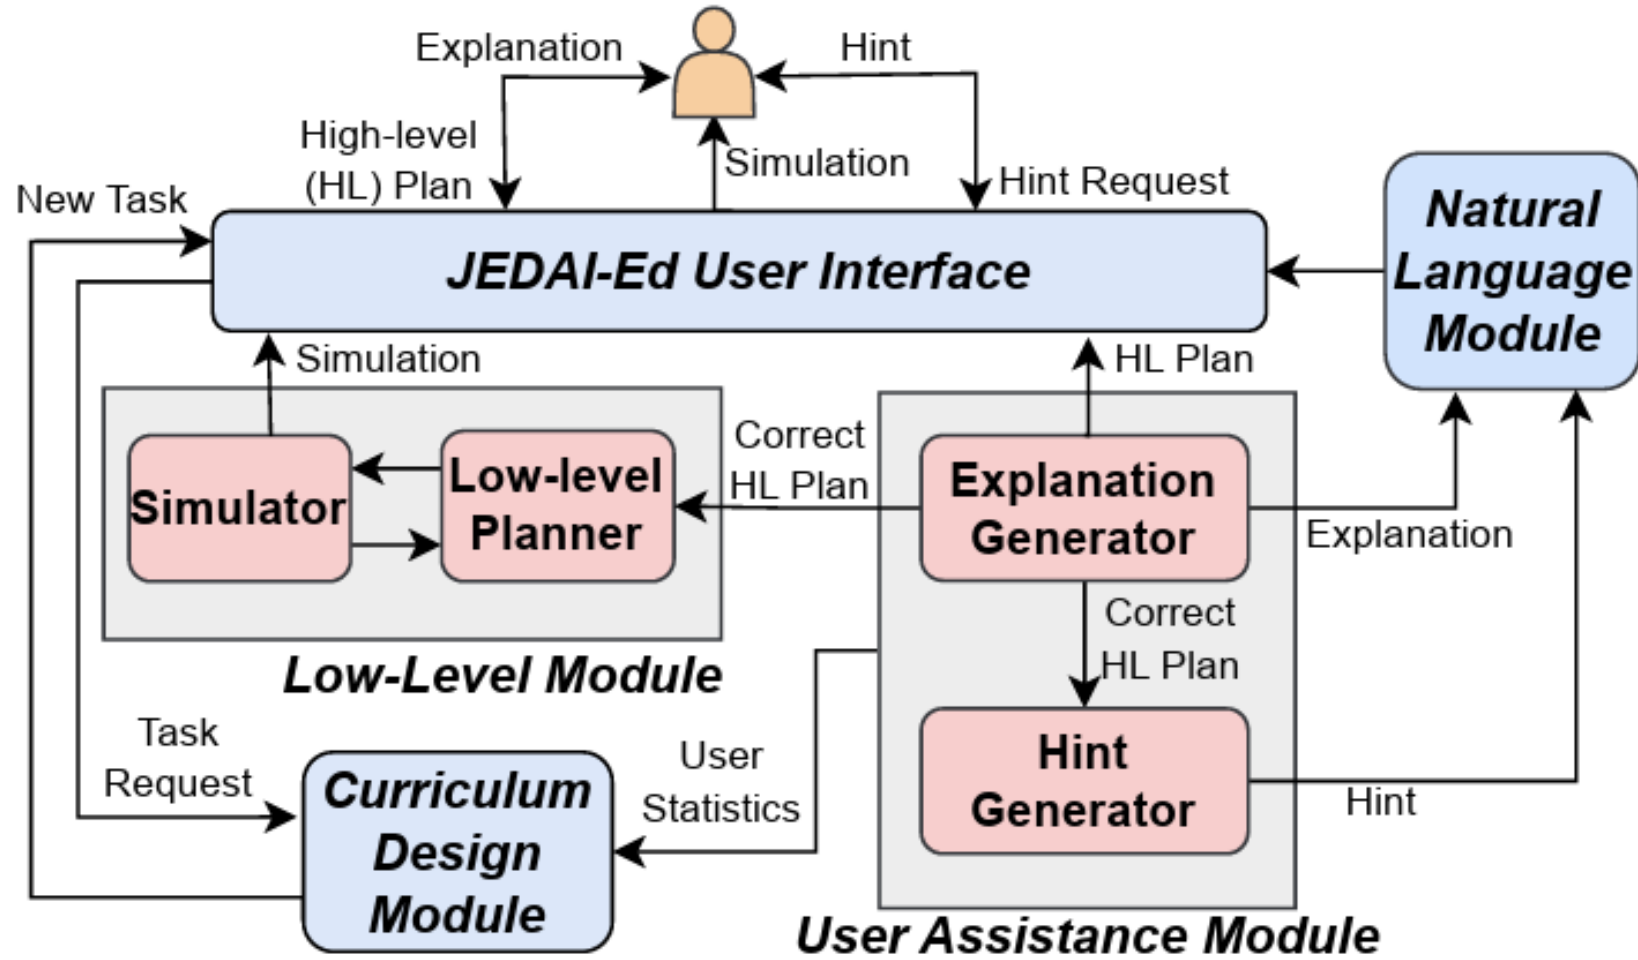 Explanation
Hint
High-level
(HL) Plan
Simulation
Hint Request
New Task
JEDAI-Ed User Interface
Natural
Language
Module
Simulation
HL Plan
Correct
HL Plan
Simulator
Low-level
Planner
Explanation
Generator
Explanation
Correct
HL Plan
Low-Level Module
Task
Request
User
Statistics
Hint
Generator
Hint
Curriculum
Design
Module
User Assistance Module